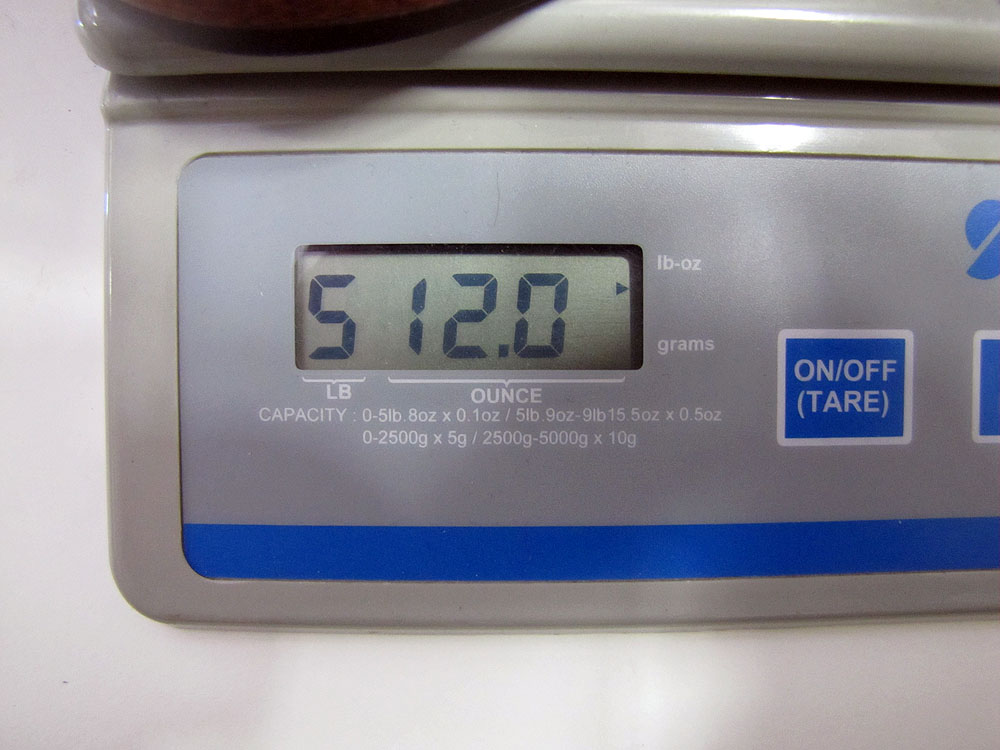 5 12.0
lb-oz
grams
LB
OUNCE
CAPACITY : 0-5lb.8oz x 0.1oz / 5lb.9oz-9lb15.5oz x 0.5oz
0-2500g x 5g / 2500g-5000g x 10g
ON/OFF
(TARE)